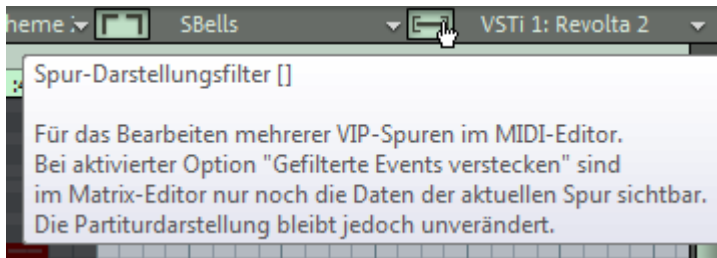 SBells VSTi 1: Revolta 2
Spur-Darstellungsfilter []
Für das Bearbeiten mehrerer VIP-Spuren im MIDI-Editor.
Bei aktivierter Option "Gefilterte Events verstecken" sind
im Matrix-Editor nur noch die Daten der aktuellen Spur sichtbar.
Die Partiturdarstellung bleibt jedoch unverändert.